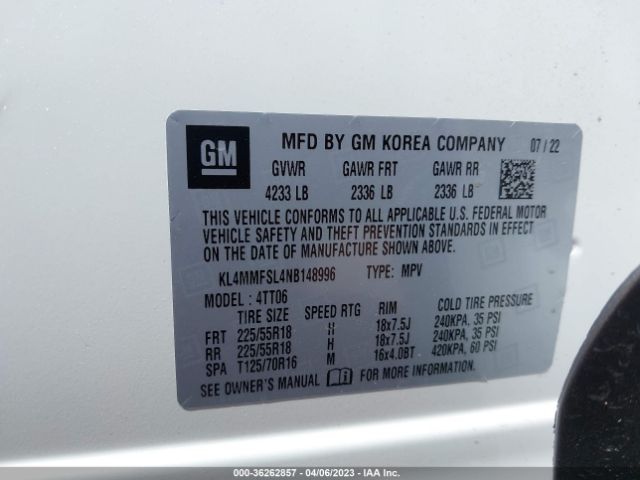 GM
MFD BY GM KOREA COMPANY 07/22
GVWR GAWR FRT GAWR RR
4233 LB 2336 LB 2336 LB
THIS VEHICLE CONFORMS TO ALL APPLICABLE U.S. FEDERAL MOTOR
VEHICLE SAFETY AND THEFT PREVENTION STANDARDS IN EFFECT
ON THE DATE OF MANUFACTURE SHOWN ABOVE.
KL4MMFSL4NB148996 TYPE: MPV
MODEL: 4TT06
TIRE SIZE SPEED RTG RIM COLD TIRE PRESSURE
FRT 225/55R18 H 18x7.5J 240KPA, 35 PSI
RR 225/55R18 H 18x7.5J 240KPA, 35 PSI
SPA T125/70R16 M 16x4.0BT 420KPA, 60 PSI
SEE OWNER'S MANUAL FOR MORE INFORMATION
000-36262857 - 04/06/2023 - IAA Inc.